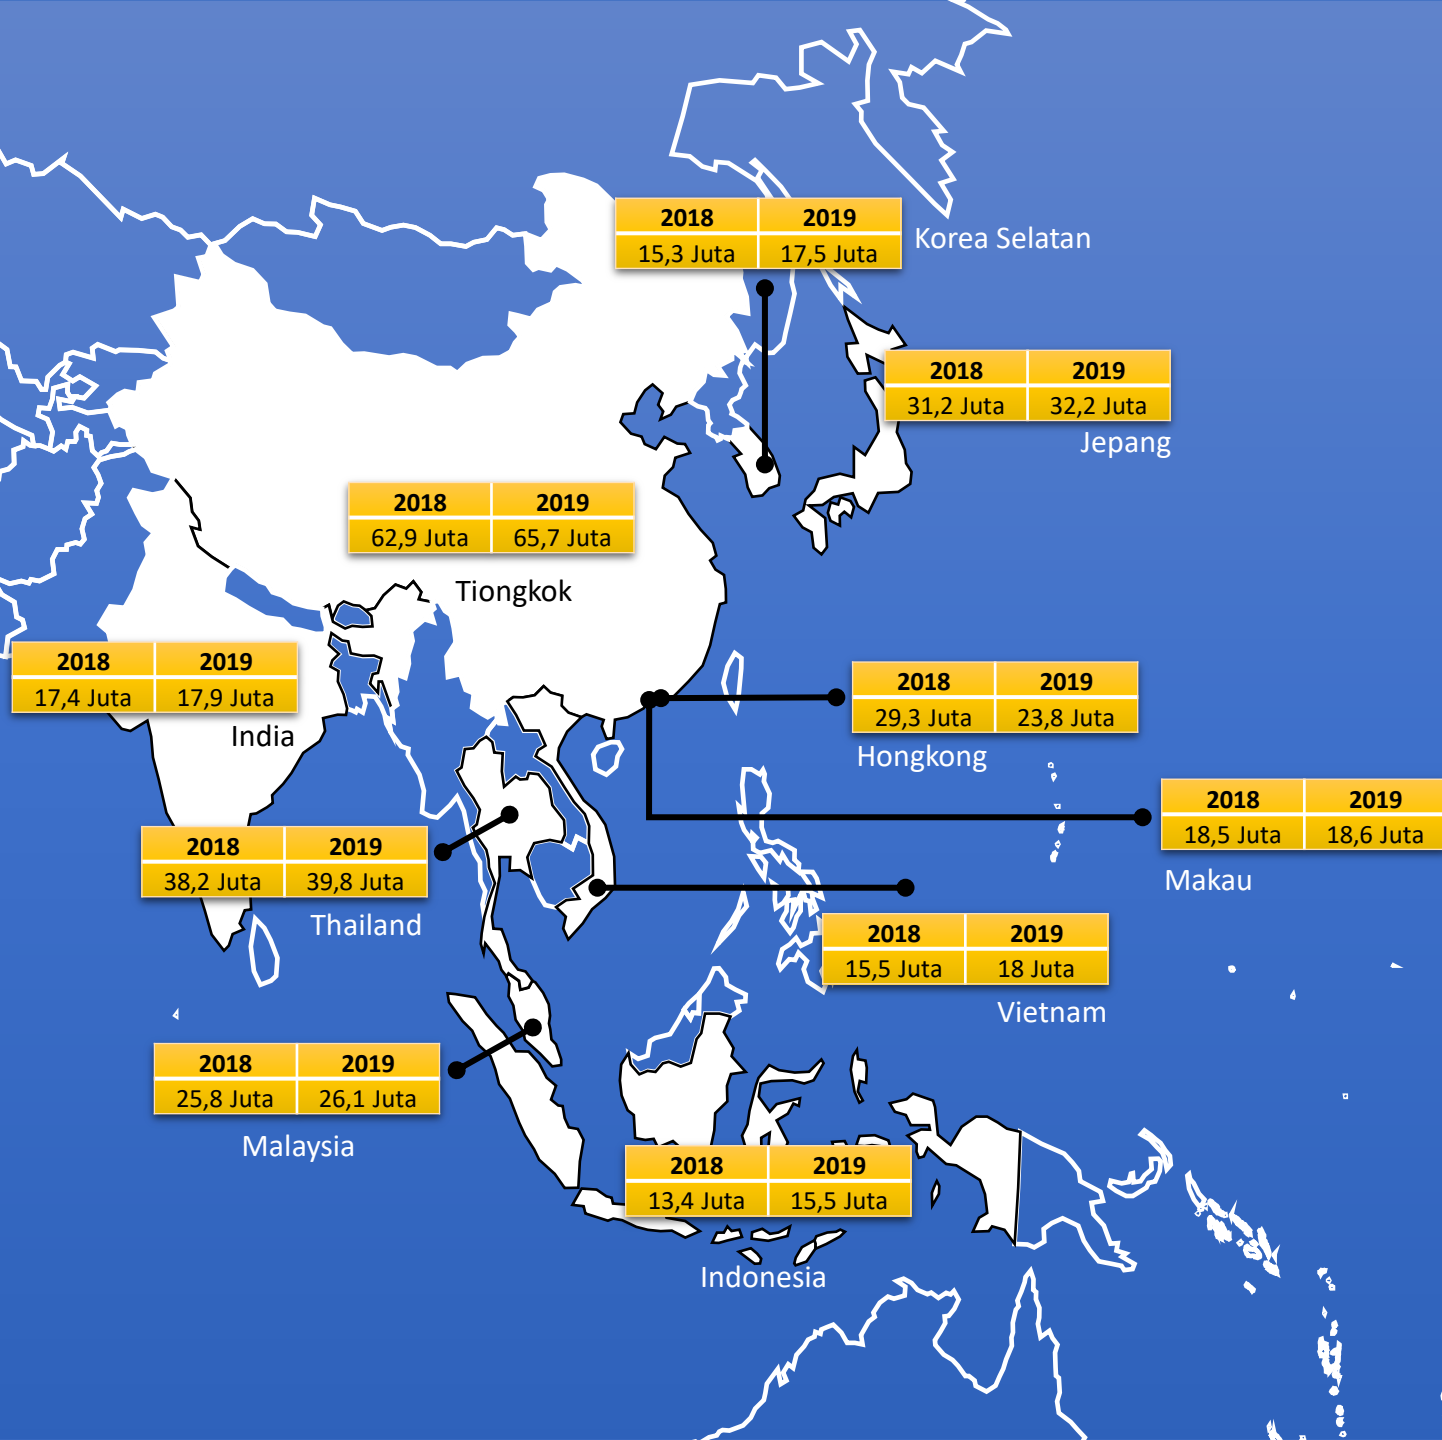 2018 2019
15,3 Juta 17,5 Juta
Korea Selatan
2018 2019
31,2 Juta 32,2 Juta
Jepang
2018 2019
62,9 Juta 65,7 Juta
Tiongkok
2018 2019
17,4 Juta 17,9 Juta
India
2018 2019
29,3 Juta 23,8 Juta
Hongkong
2018 2019
18,5 Juta 18,6 Juta
Makau
2018 2019
38,2 Juta 39,8 Juta
Thailand
2018 2019
15,5 Juta 18 Juta
Vietnam
2018 2019
25,8 Juta 26,1 Juta
Malaysia
2018 2019
13,4 Juta 15,5 Juta
Indonesia